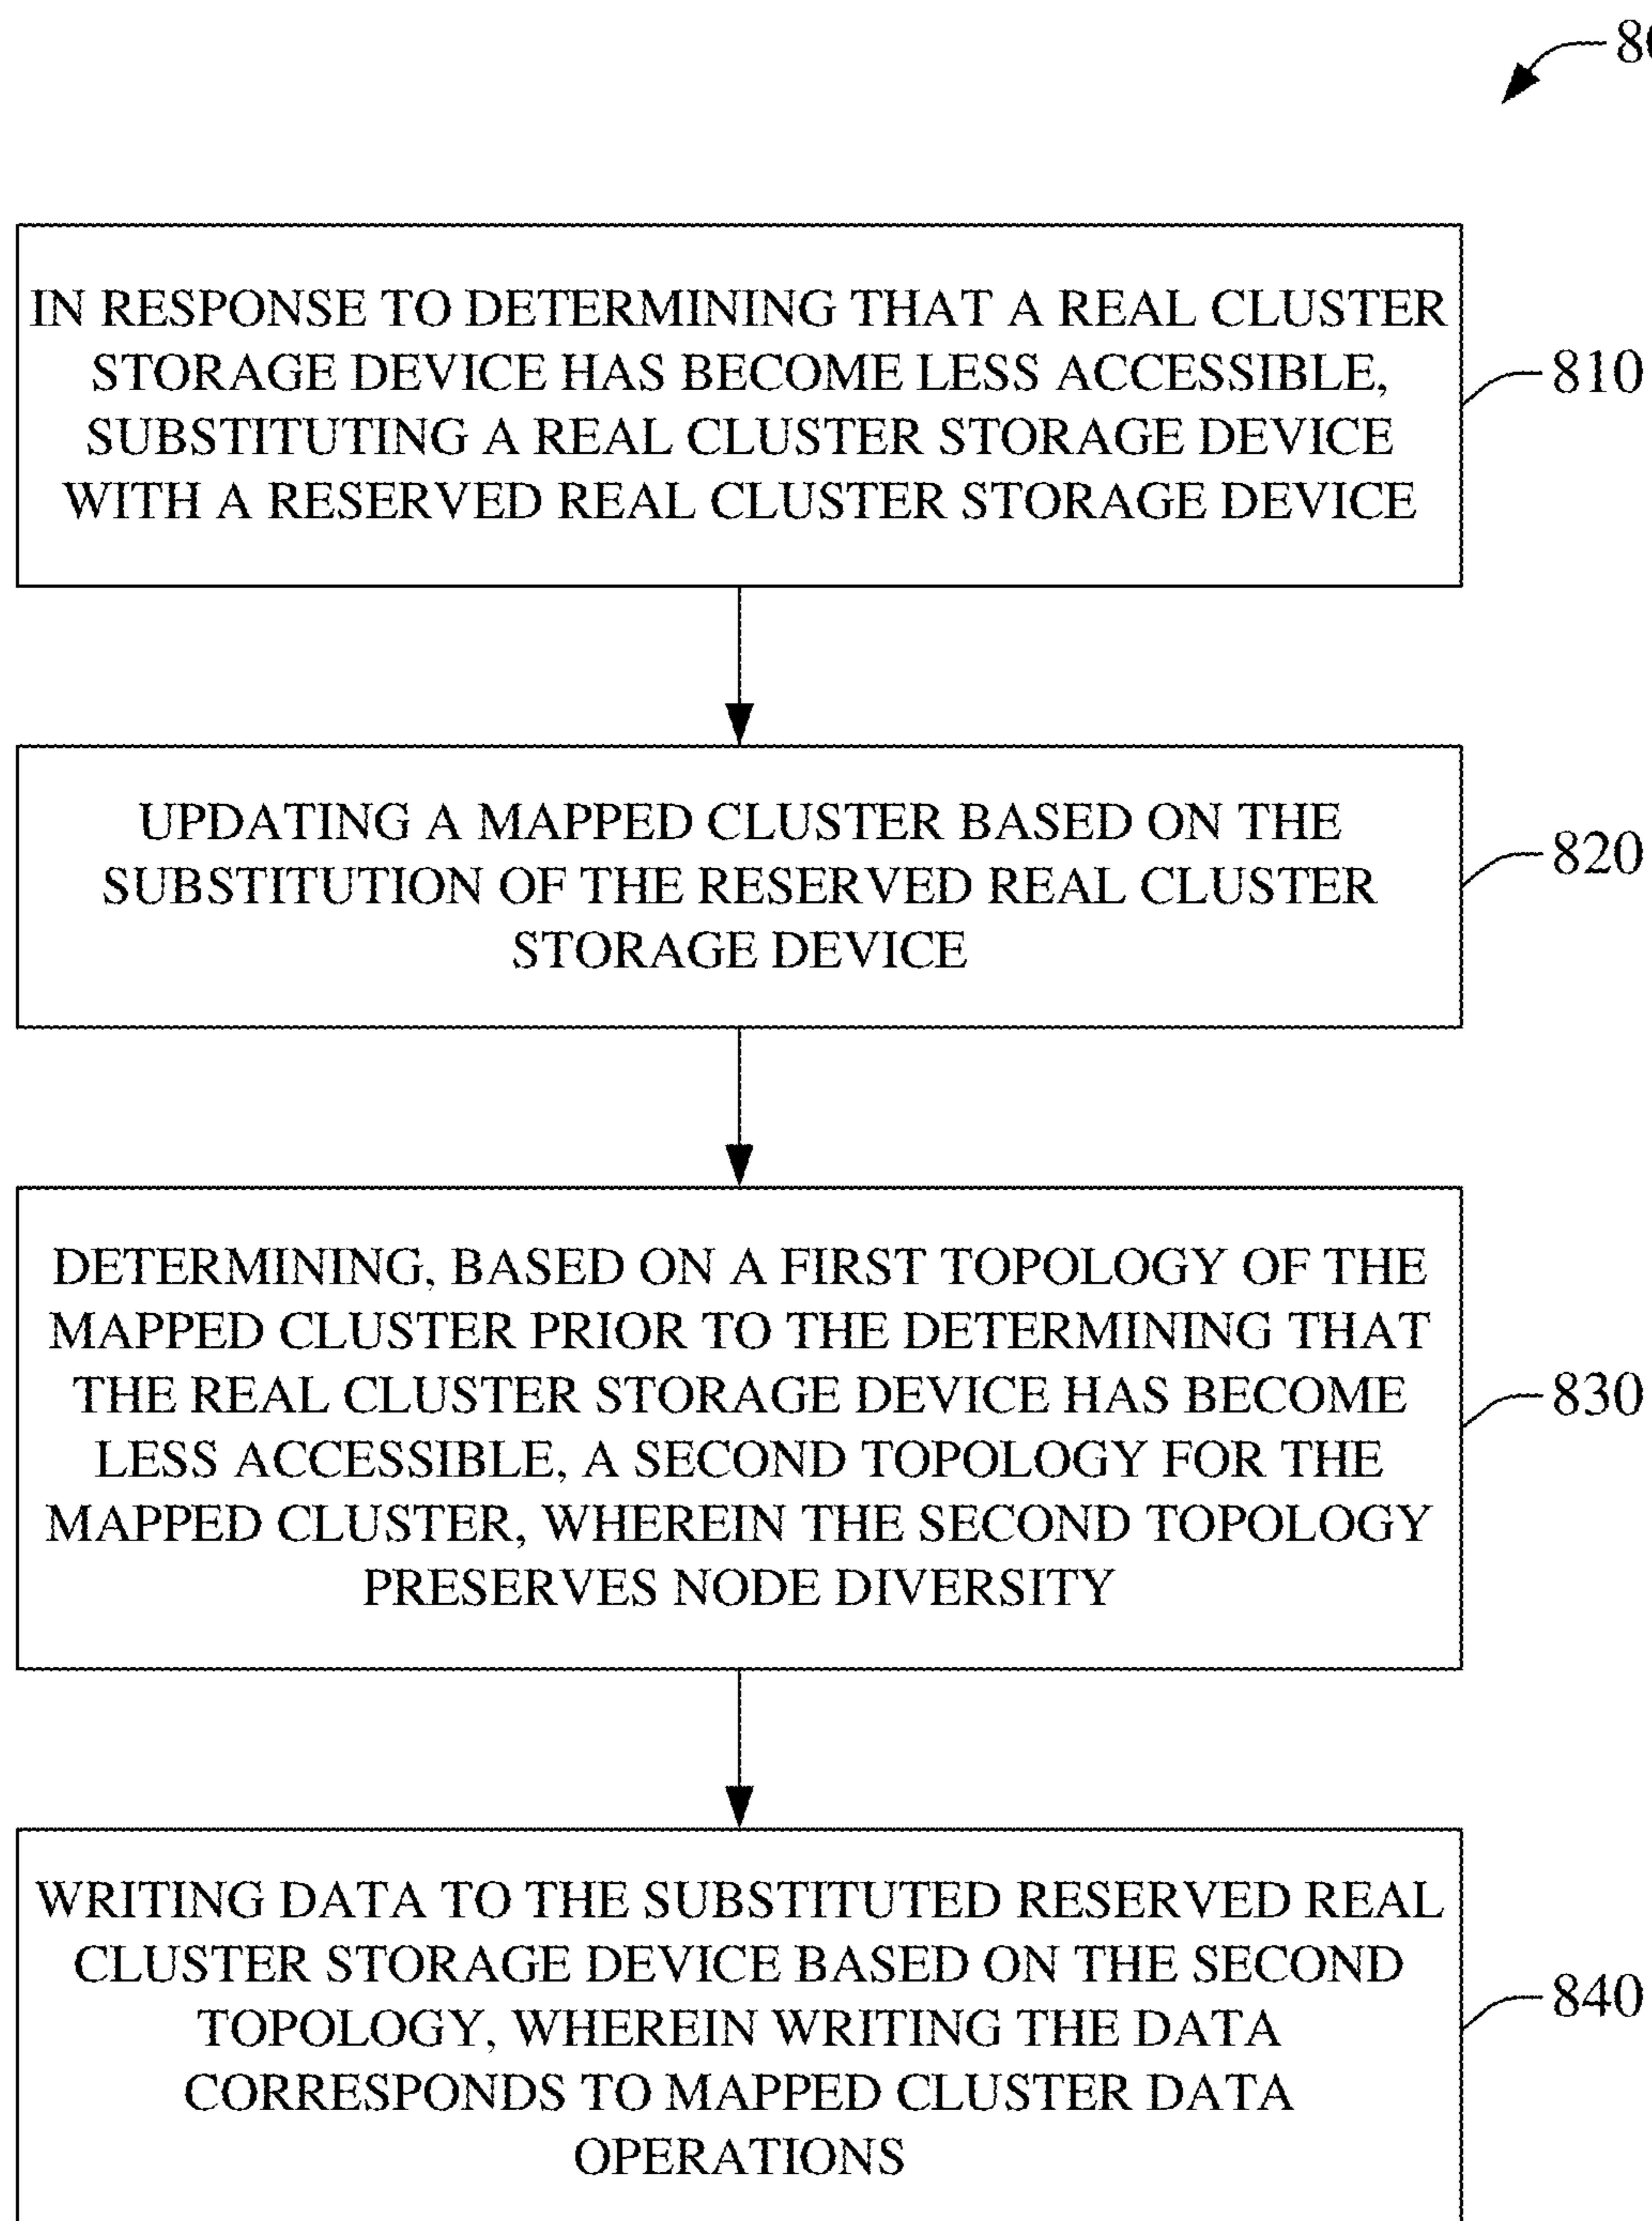 IN RESPONSE TO DETERMINING THAT A REAL CLUSTER
STORAGE DEVICE HAS BECOME LESS ACCESSIBLE,
SUBSTITUTING A REAL CLUSTER STORAGE DEVICE
WITH A RESERVED REAL CLUSTER STORAGE DEVICE
810
UPDATING A MAPPED CLUSTER BASED ON THE
SUBSTITUTION OF THE RESERVED REAL CLUSTER
STORAGE DEVICE
820
DETERMINING, BASED ON A FIRST TOPOLOGY OF THE
MAPPED CLUSTER PRIOR TO THE DETERMINING THAT
THE REAL CLUSTER STORAGE DEVICE HAS BECOME
LESS ACCESSIBLE, A SECOND TOPOLOGY FOR THE
MAPPED CLUSTER, WHEREIN THE SECOND TOPOLOGY
PRESERVES NODE DIVERSITY
830
WRITING DATA TO THE SUBSTITUTED RESERVED REAL
CLUSTER STORAGE DEVICE BASED ON THE SECOND
TOPOLOGY, WHEREIN WRITING THE DATA
CORRESPONDS TO MAPPED CLUSTER DATA
OPERATIONS
840